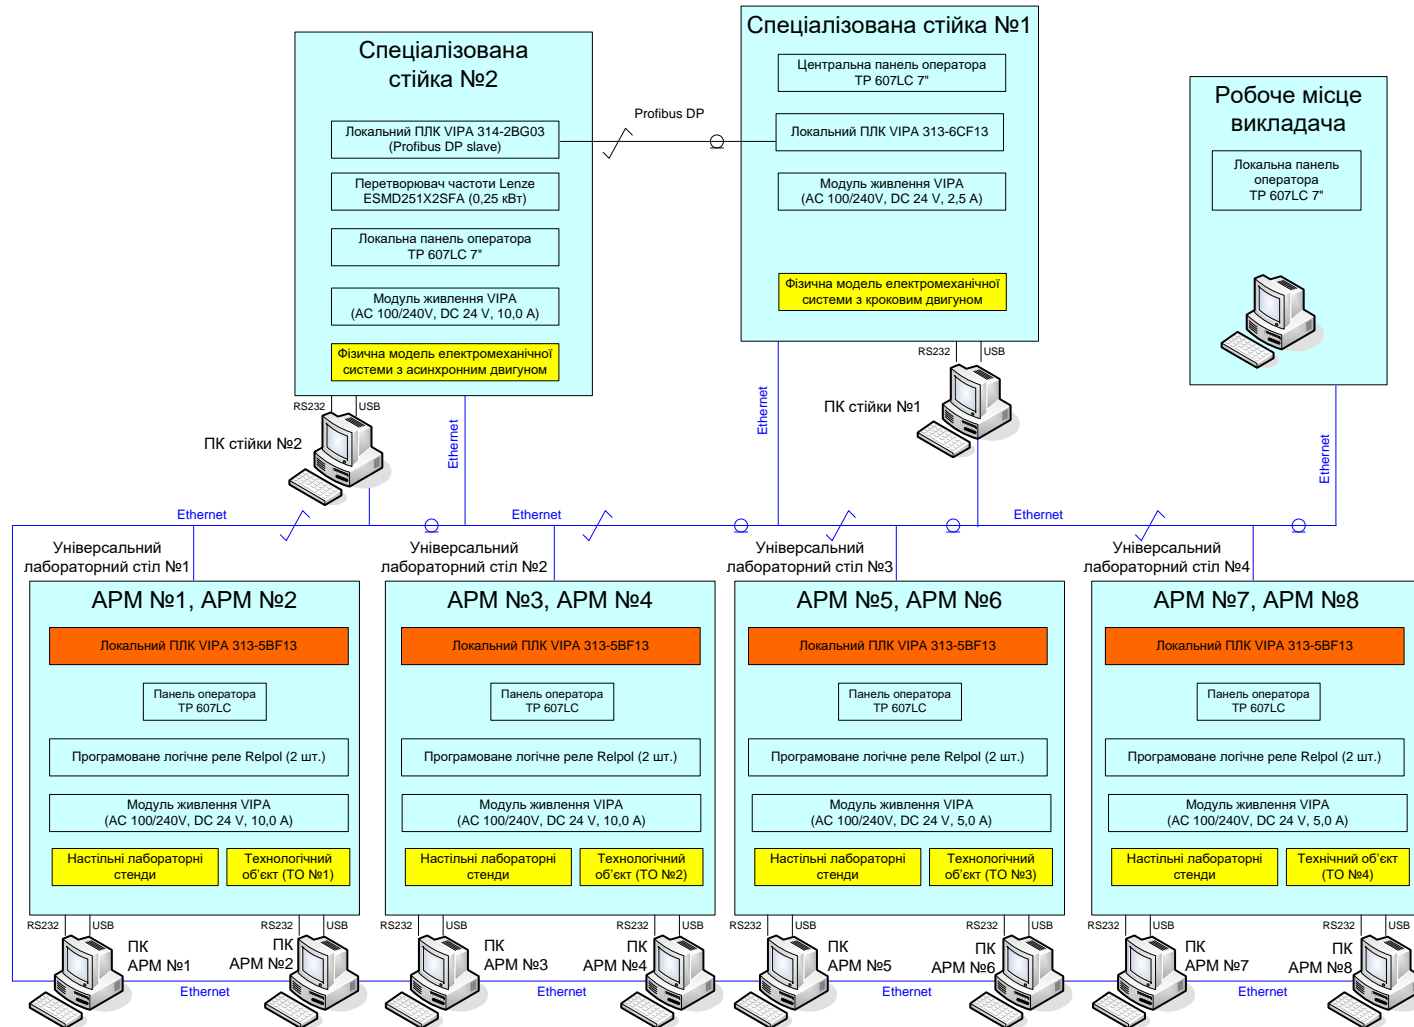 Спеціалізована
стійка №2
Локальний ПЛК VIPA 314-2BG03
(Profibus DP slave)
Перетворювач частоти Lenze
ESMD251X2SFA (0,25 кВт)
Локальна панель оператора
TP 607LC 7"
Модуль живлення VIPA
(AC 100/240V, DC 24 V, 10,0 A)
Фізична модель електромеханічної
системи з асинхронним двигуном
RS232
USB
ПК стійки №2
Ethernet
Profibus DP
Спеціалізована стійка №1
Центральна панель оператора
TP 607LC 7"
Локальний ПЛК VIPA 313-6CF13
Модуль живлення VIPA
(AC 100/240V, DC 24 V, 2,5 A)
Фізична модель електромеханічної
системи з кроковим двигуном
RS232
USB
ПК стійки №1
Ethernet
Робоче місце
викладача
Локальна панель
оператора
TP 607LC 7"
Ethernet
Ethernet
Ethernet
Ethernet
Ethernet
Універсальний
лабораторний стіл №1
АРМ №1, АРМ №2
Локальний ПЛК VIPA 313-5BF13
Панель оператора
TP 607LC
Програмоване логічне реле Relpol (2 шт.)
Модуль живлення VIPA
(AC 100/240V, DC 24 V, 10,0 A)
Настільні лабораторні
стенди
Технологічний
об'єкт (ТО №1)
RS232
USB
RS232
USB
ПК
АРМ №1
ПК
АРМ №2
Ethernet
Універсальний
лабораторний стіл №2
АРМ №3, АРМ №4
Локальний ПЛК VIPA 313-5BF13
Панель оператора
TP 607LC
Програмоване логічне реле Relpol (2 шт.)
Модуль живлення VIPA
(AC 100/240V, DC 24 V, 10,0 A)
Настільні лабораторні
стенди
Технологічний
об'єкт (ТО №2)
RS232
USB
RS232
USB
ПК
АРМ №3
ПК
АРМ №4
Ethernet
Універсальний
лабораторний стіл №3
АРМ №5, АРМ №6
Локальний ПЛК VIPA 313-5BF13
Панель оператора
TP 607LC
Програмоване логічне реле Relpol (2 шт.)
Модуль живлення VIPA
(AC 100/240V, DC 24 V, 5,0 A)
Настільні лабораторні
стенди
Технологічний
об'єкт (ТО №3)
RS232
USB
RS232
USB
ПК
АРМ №5
ПК
АРМ №6
Ethernet
Універсальний
лабораторний стіл №4
АРМ №7, АРМ №8
Локальний ПЛК VIPA 313-5BF13
Панель оператора
TP 607LC
Програмоване логічне реле Relpol (2 шт.)
Модуль живлення VIPA
(AC 100/240V, DC 24 V, 5,0 A)
Настільні лабораторні
стенди
Технічний об'єкт
(ТО №4)
RS232
USB
RS232
USB
ПК
АРМ №7
ПК
АРМ №8
Ethernet